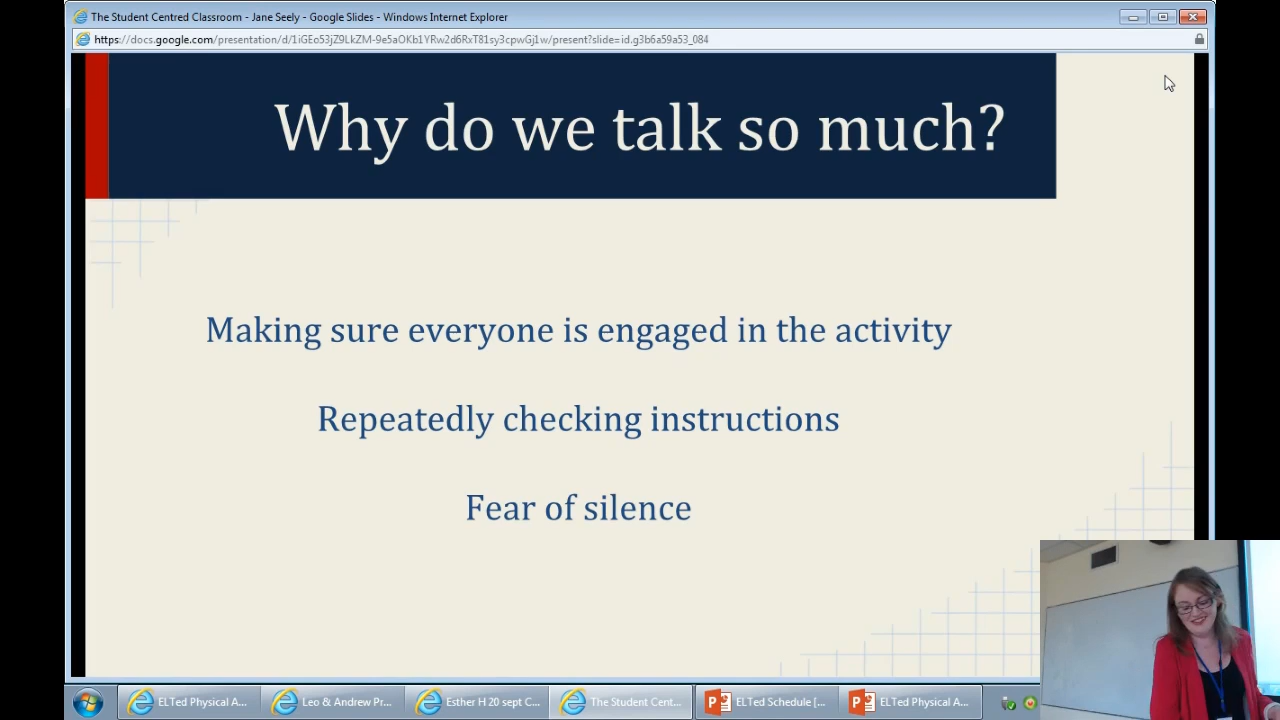 The Student Centred Classroom - Jane Seely - Google Slides - Windows Internet Explorer
https://docs.google.com/presentation/d/1iGEo53jZ9LkZM-9e5aOKb1YRw2d6RxT81sy3cpwGj1w/present?slide=id.g3b6a59a53_084
Why do we talk so much?
Making sure everyone is engaged in the activity
Repeatedly checking instructions
Fear of silence
ELTed Physical A... Leo & Andrew Pr... Esther H 20 sept C... The Student Cent... ELTed Schedule [... ELTed Physical A...